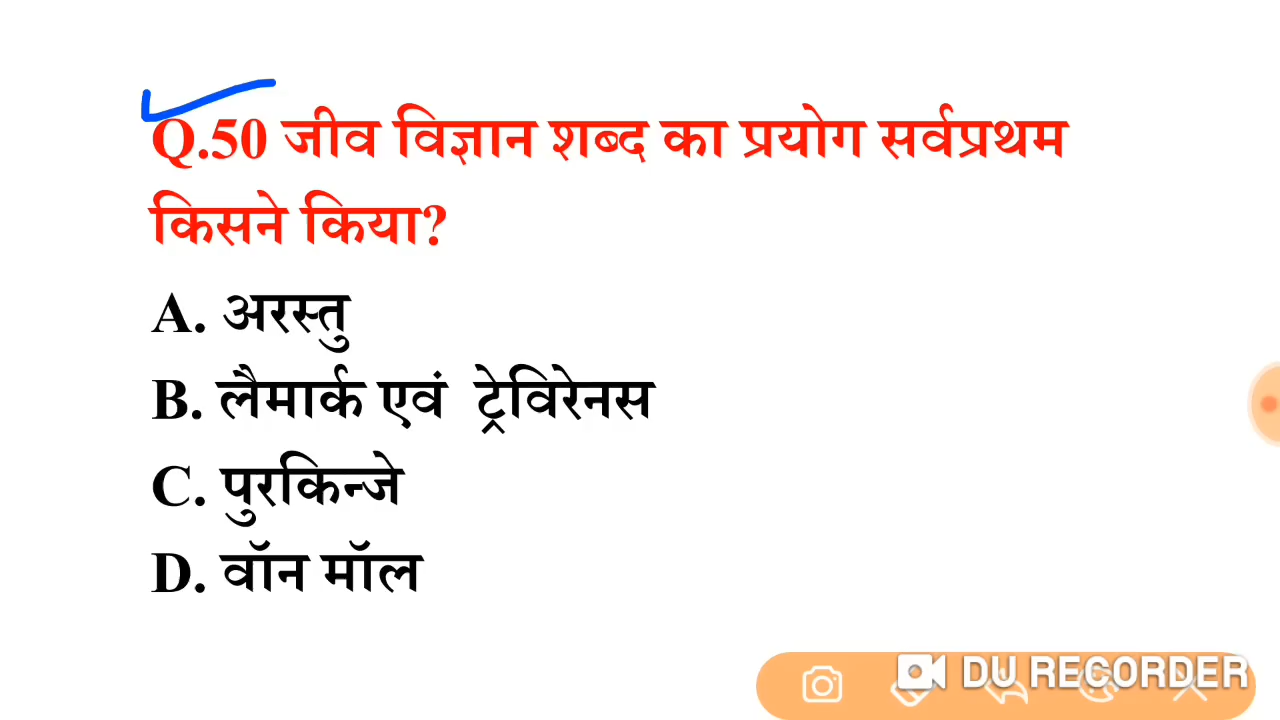 Q.50 जीव विज्ञान शब्द का प्रयोग सर्वप्रथम
किसने किया?
A. अरस्तु
B. लैमार्क एवं ट्रेविरेनस
C. पुरकिन्जे
D. वॉन मॉल
DU RECORDER